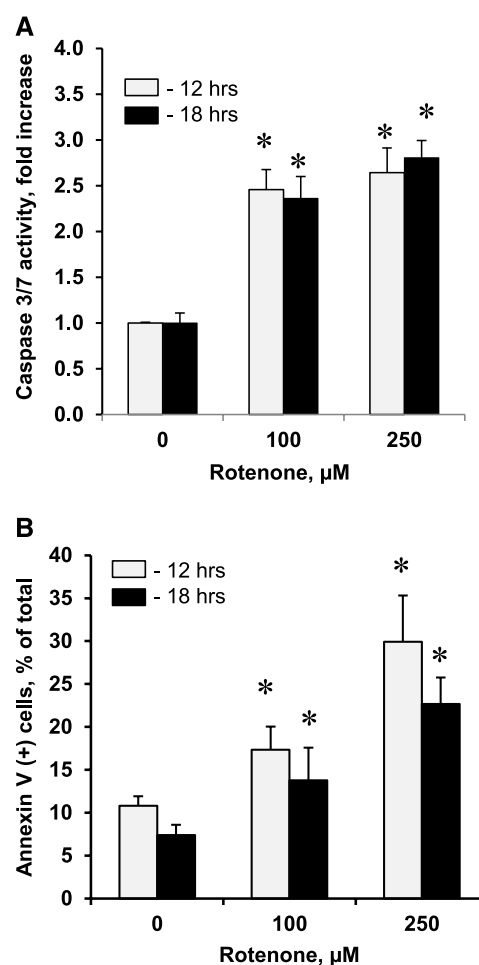 A
Caspase 3/7 activity, fold increase
4.0
3.5
3.0
2.5
2.0
1.5
1.0
0.5
0.0
- 12 hrs
- 18 hrs
* * * *
0 100 250
Rotenone, µM
B
Annexin V (+) cells, % of total
40
35
30
25
20
15
10
5
0
- 12 hrs
- 18 hrs
* * * *
0 100 250
Rotenone, µM